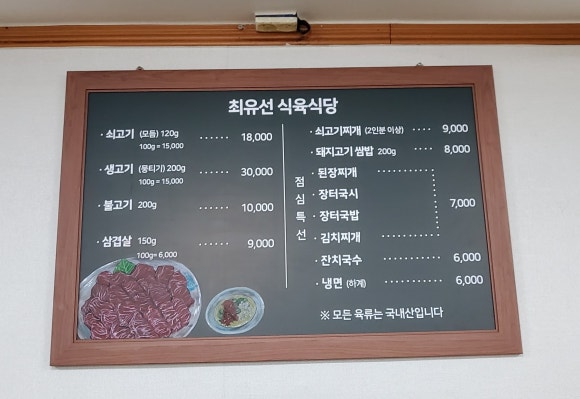 최유선 식육식당
· 쇠고기 (모듬) 120g ······ 18,000
100g = 15,000
· 생고기 (뭉티기) 200g ······ 30,000
100g = 15,000
· 불고기 200g ······ 10,000
· 삼겹살 150g ······ 9,000
100g= 6,000
점심특선
· 쇠고기찌개 (2인분 이상) ···· 9,000
· 돼지고기 쌈밥 200g ···· 8,000
· 된장찌개
· 장터국시
· 장터국밥
· 김치찌개
7,000
· 잔치국수 ·········· 6,000
· 냉면 (하계) ·········· 6,000
※ 모든 육류는 국내산입니다